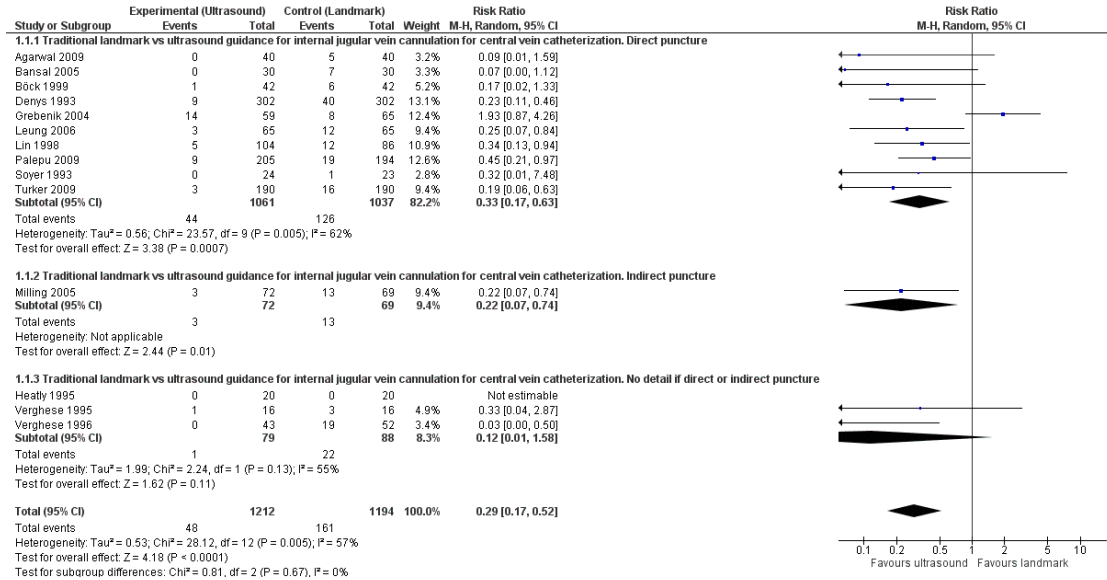 Experimental (Ultrasound) Control (Landmark) Risk Ratio Risk Ratio
Study or Subgroup Events Total Events Total Weight M-H, Random, 95% CI M-H, Random, 95% CI
1.1.1 Traditional landmark vs ultrasound guidance for internal jugular vein cannulation for central vein catheterization. Direct puncture
Agarwal 2009 0 40 5 40 3.2% 0.09 [0.01, 1.59]
Bansal 2005 0 30 7 30 3.3% 0.07 [0.00, 1.12]
Böck 1999 1 42 6 42 5.2% 0.17 [0.02, 1.33]
Denys 1993 9 302 40 302 13.1% 0.23 [0.11, 0.46]
Grebenik 2004 14 59 8 65 12.4% 1.93 [0.87, 4.26]
Leung 2006 3 65 12 65 9.4% 0.25 [0.07, 0.84]
Lin 1998 5 104 12 86 10.8% 0.34 [0.13, 0.94]
Palepu 2009 9 205 19 194 12.6% 0.45 [0.21, 0.97]
Soyer 1993 0 24 1 23 2.8% 0.32 [0.01, 7.48]
Turker 2009 3 190 16 190 9.4% 0.19 [0.06, 0.63]
Subtotal (95% CI) 1061 1037 82.2% 0.33 [0.17, 0.63]
Total events 44 126
Heterogeneity: Tau² = 0.56; Chi² = 23.57, df = 9 (P = 0.005); I² = 62%
Test for overall effect: Z = 3.38 (P = 0.0007)
1.1.2 Traditional landmark vs ultrasound guidance for internal jugular vein cannulation for central vein catheterization. Indirect puncture
Milling 2005 3 72 13 69 9.4% 0.22 [0.07, 0.74]
Subtotal (95% CI) 72 69 9.4% 0.22 [0.07, 0.74]
Total events 3 13
Heterogeneity: Not applicable
Test for overall effect: Z = 2.44 (P = 0.01)
1.1.3 Traditional landmark vs ultrasound guidance for internal jugular vein cannulation for central vein catheterization. No detail if direct or indirect puncture
Heatly 1995 0 20 0 20 Not estimable
Verghese 1995 1 16 3 16 4.9% 0.33 [0.04, 2.87]
Verghese 1996 0 43 19 52 3.4% 0.03 [0.00, 0.50]
Subtotal (95% CI) 79 88 8.3% 0.12 [0.01, 1.58]
Total events 1 22
Heterogeneity: Tau² = 1.99; Chi² = 2.24, df = 1 (P = 0.13); I² = 55%
Test for overall effect: Z = 1.62 (P = 0.11)
Total (95% CI) 1212 1194 100.0% 0.29 [0.17, 0.52]
Total events 48 161
Heterogeneity: Tau² = 0.53; Chi² = 28.12, df = 12 (P = 0.005); I² = 57%
Test for overall effect: Z = 4.18 (P < 0.0001)
Test for subgroup differences: Chi² = 0.81, df = 2 (P = 0.67), I² = 0%
0.1 0.2 0.5 1 2 5 10
Favours ultrasound Favours landmark